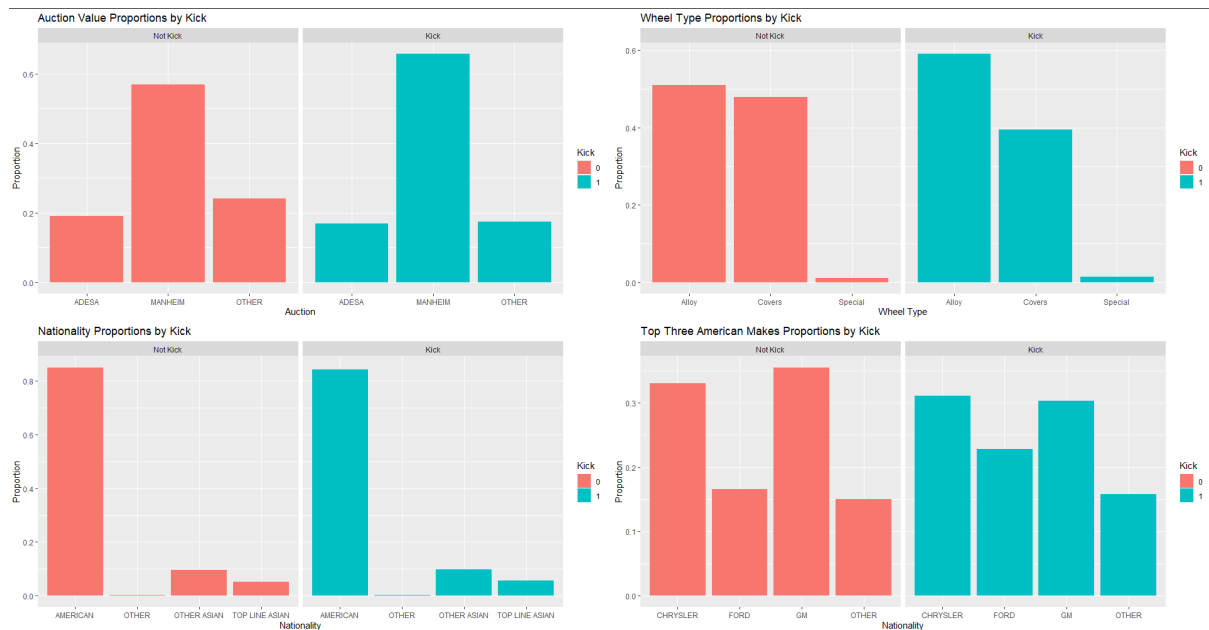 Auction Value Proportions by Kick
Not Kick Kick
Proportion
0.6
0.4
0.2
0.0
ADESA MANHEIM OTHER ADESA MANHEIM OTHER
Auction
Kick
0
1
Wheel Type Proportions by Kick
Not Kick Kick
Proportion
0.6
0.4
0.2
0.0
Alloy Covers Special Alloy Covers Special
Wheel Type
Kick
0
1
Nationality Proportions by Kick
Not Kick Kick
Proportion
0.8
0.6
0.4
0.2
0.0
AMERICAN OTHER OTHER ASIAN TOP LINE ASIAN AMERICAN OTHER OTHER ASIAN TOP LINE ASIAN
Nationality
Kick
0
1
Top Three American Makes Proportions by Kick
Not Kick Kick
Proportion
0.3
0.2
0.1
0.0
CHRYSLER FORD GM OTHER CHRYSLER FORD GM OTHER
Nationality
Kick
0
1